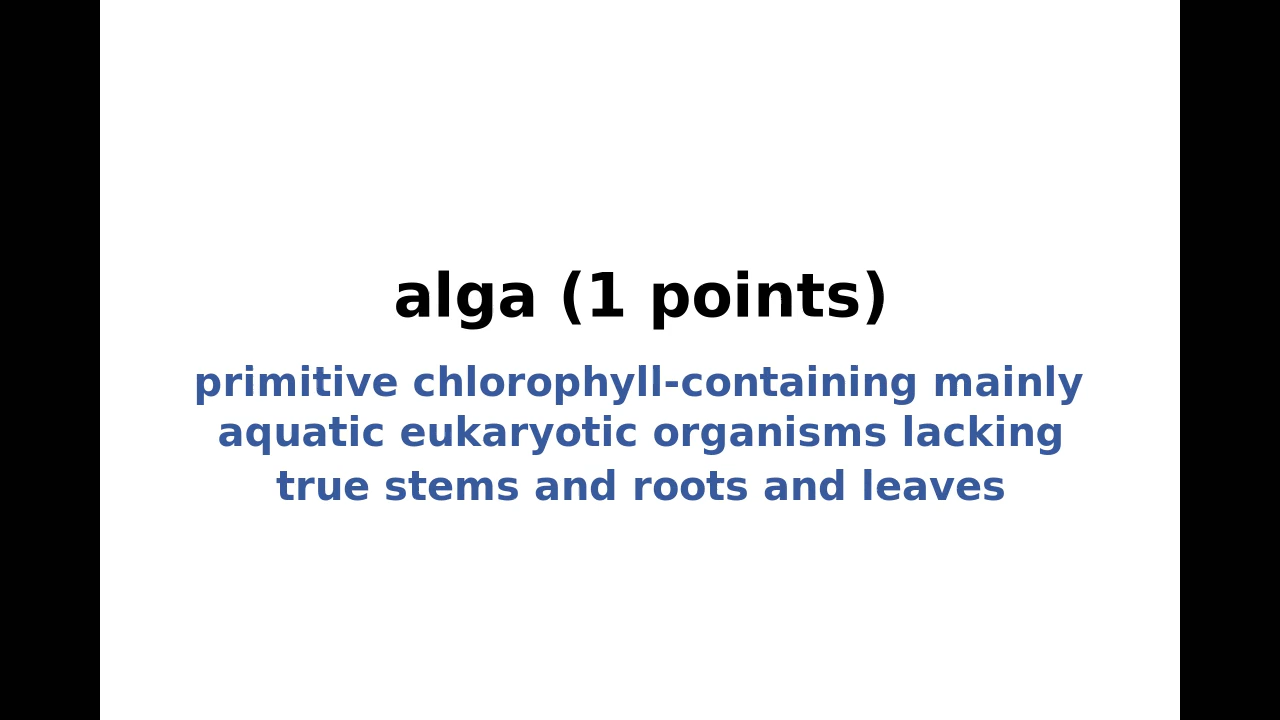 alga (1 points)
primitive chlorophyll-containing mainly
aquatic eukaryotic organisms lacking
true stems and roots and leaves